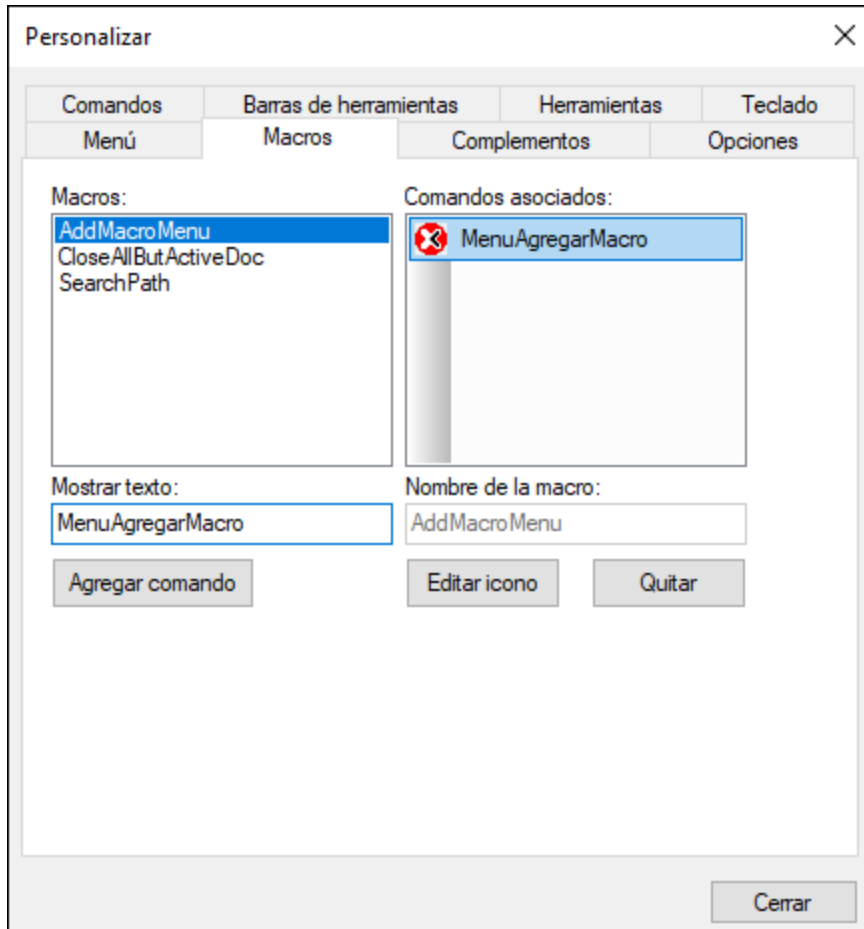 Personalizar
Comandos Barras de herramientas Herramientas Teclado
Menú Macros Complementos Opciones
Macros: Comandos asociados:
AddMacroMenu MenuAgregarMacro
CloseAllButActiveDoc
SearchPath
Mostrar texto: Nombre de la macro:
MenuAgregarMacro AddMacroMenu
Agregar comando Editar icono Quitar
Cerrar